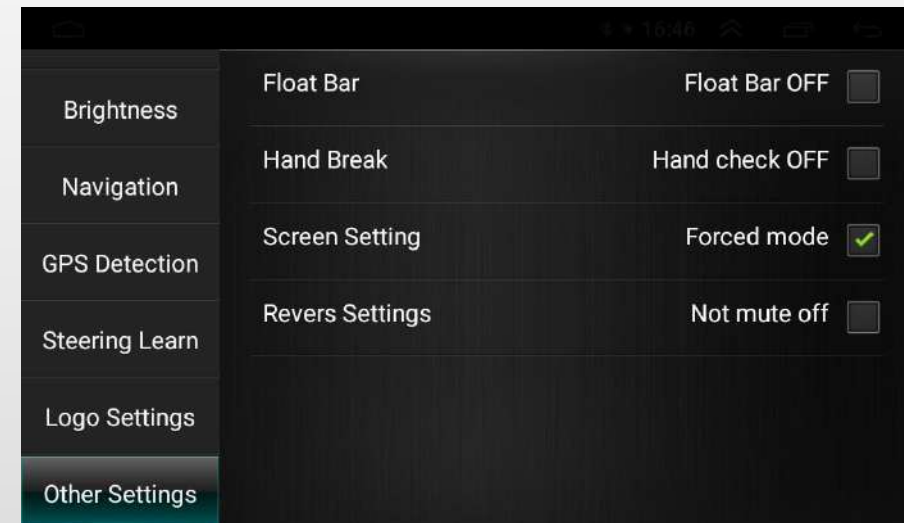 16:46
Brightness
Navigation
GPS Detection
Steering Learn
Logo Settings
Other Settings
Float Bar Float Bar OFF
Hand Break Hand check OFF
Screen Setting Forced mode
Revers Settings Not mute off